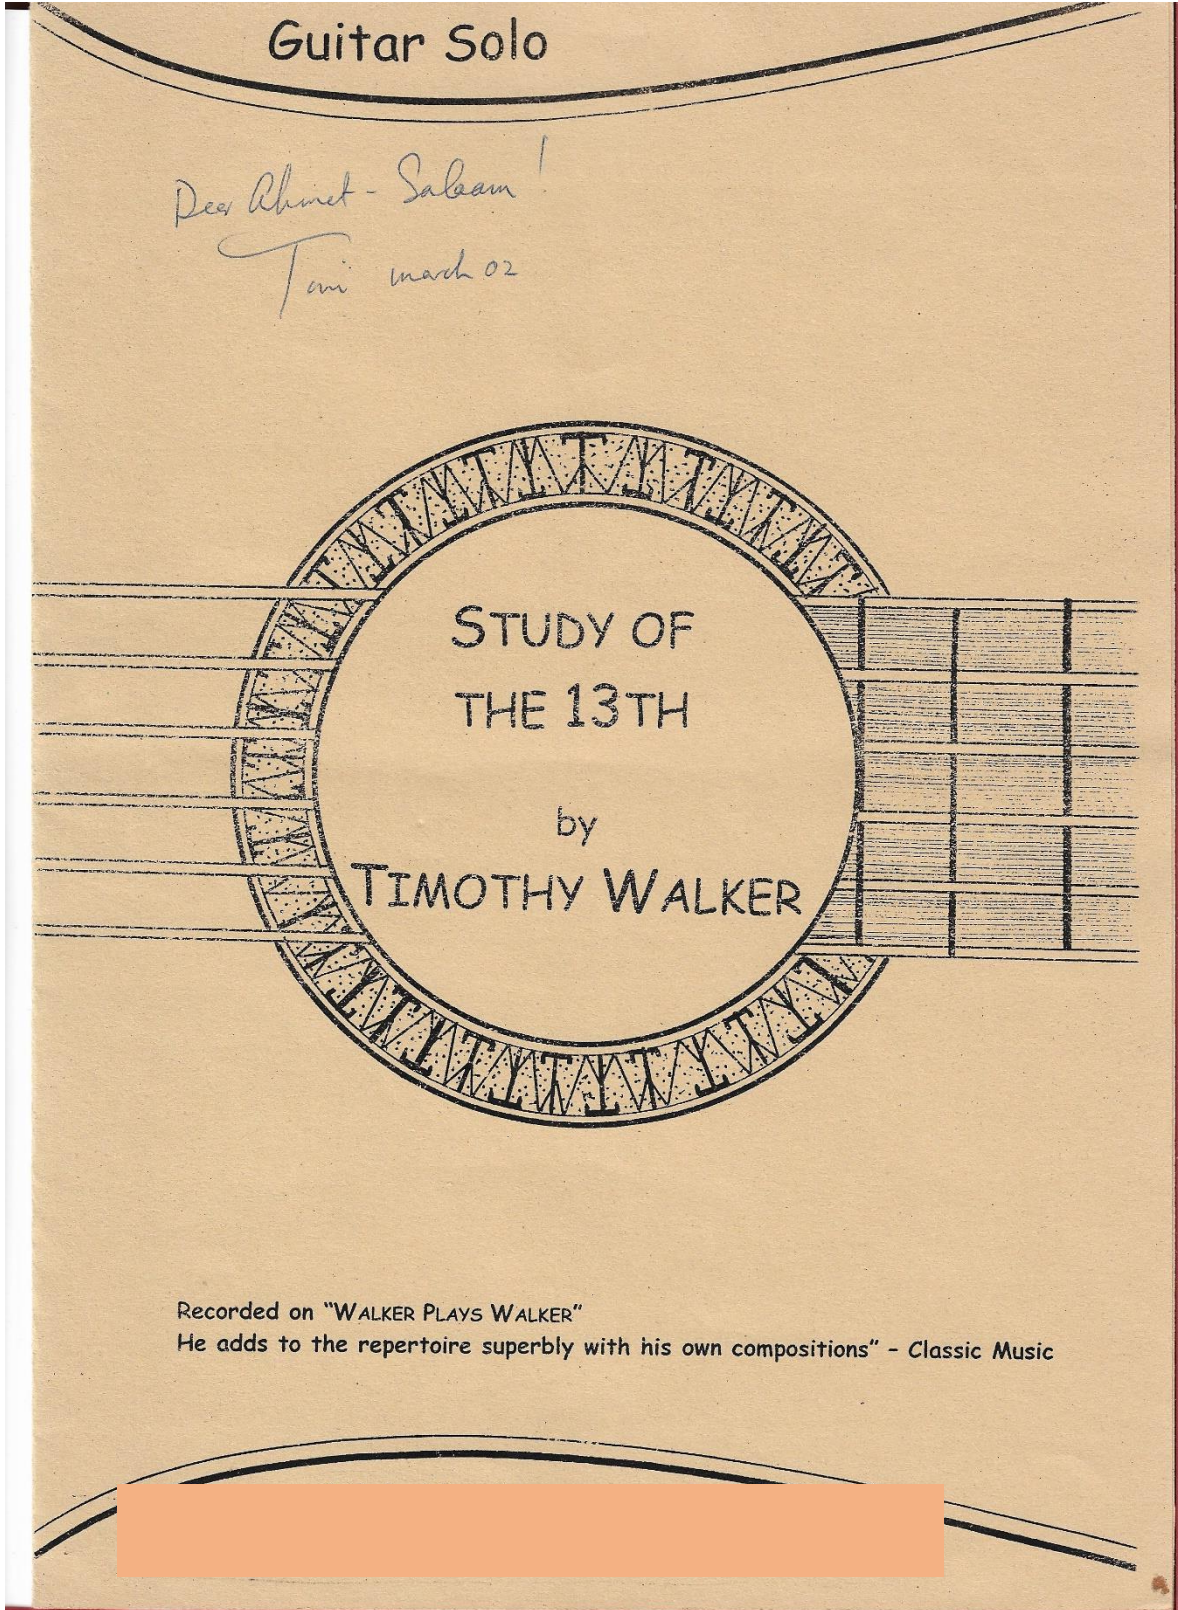 Guitar Solo
Dear Ahmet - Salaam!
Tim march 02
STUDY OF
THE 13TH
by
TIMOTHY WALKER
Recorded on “WALKER PLAYS WALKER”
He adds to the repertoire superbly with his own compositions” - Classic Music